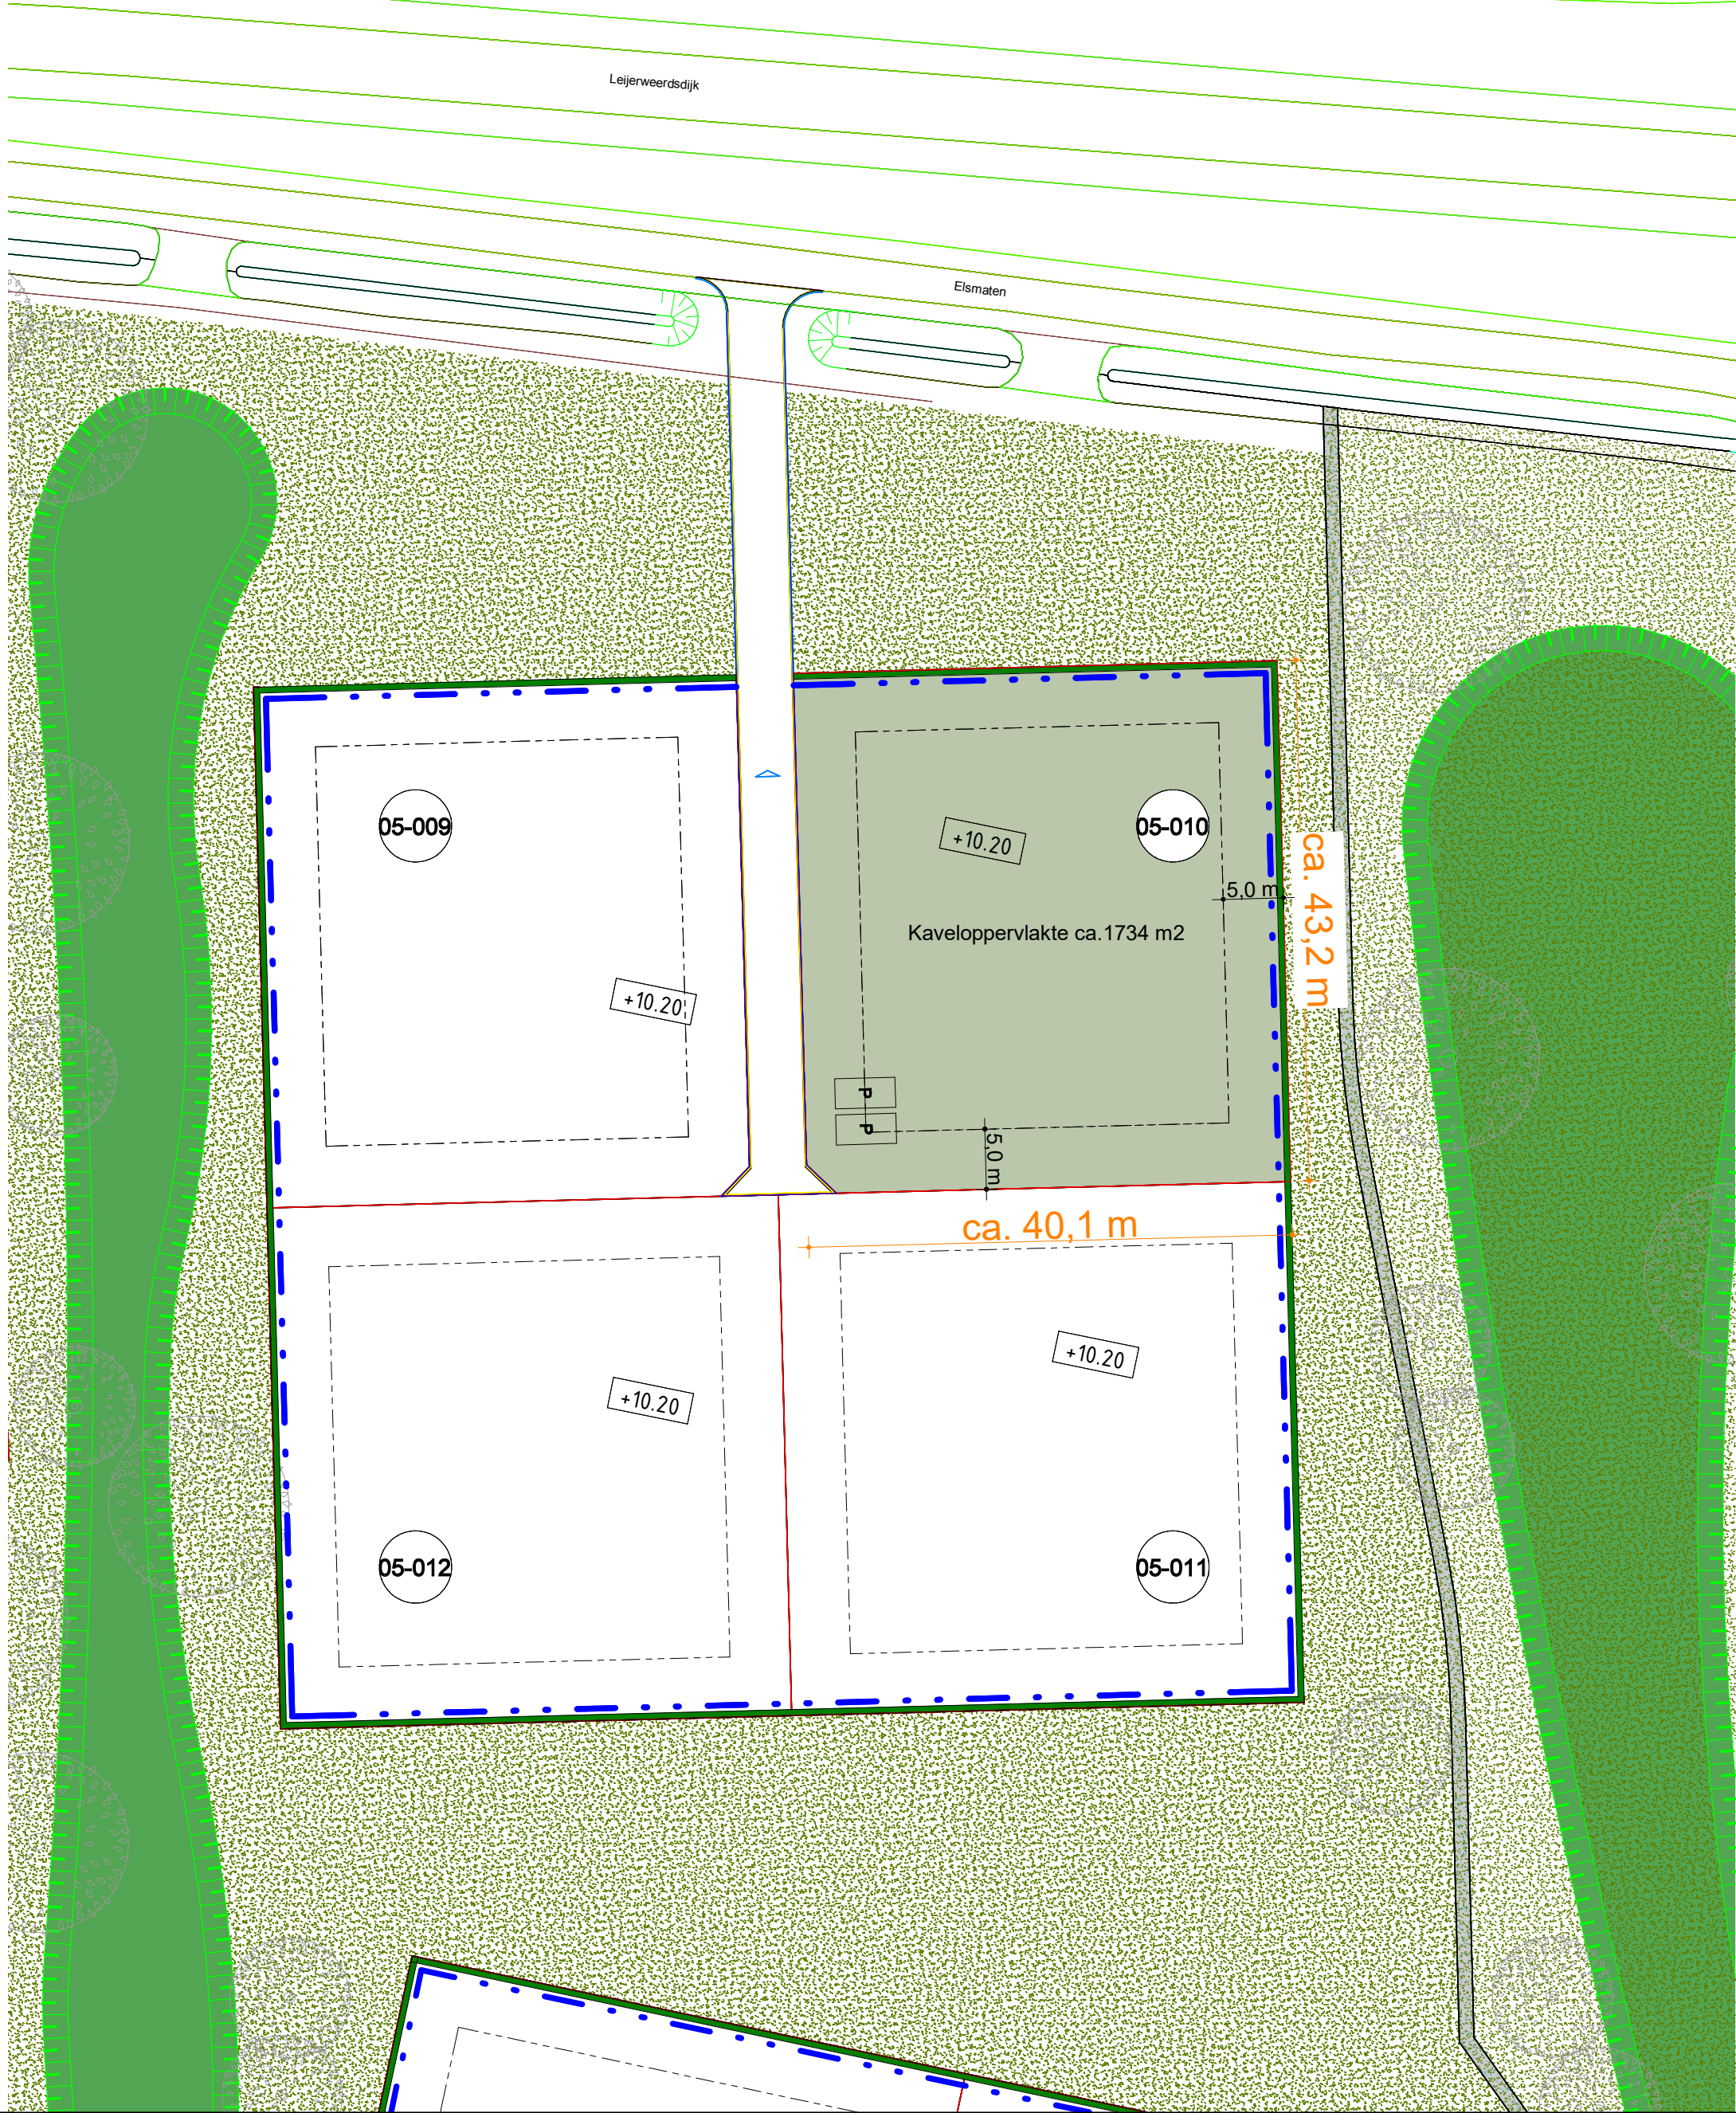 Leijerweerdsdijk
Elsmaten
05-009
05-010
+10.20
5,0 m
ca. 43,2 m
Kaveloppervlakte ca.1734 m2
+10.20
P
P
5,0 m
ca. 40,1 m
+10.20
+10.20
05-012
05-011